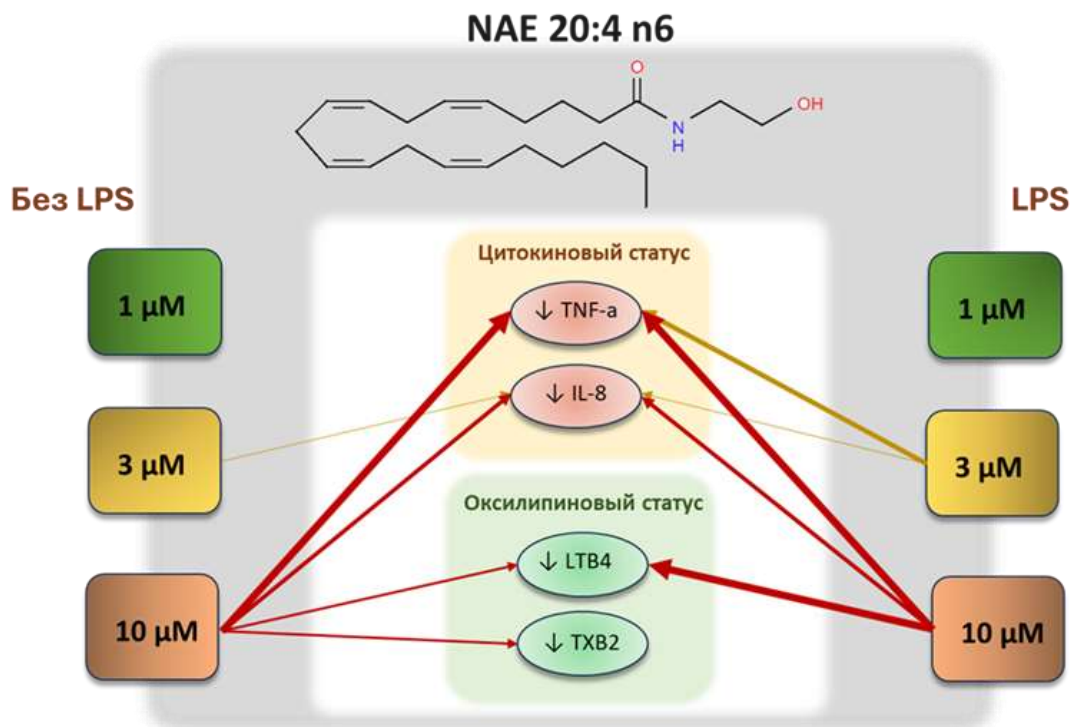 NAE 20:4 n6
O
OH
N
H
Без LPS
LPS
Цитокиновый статус
1 μM
↓ TNF-a
1 μM
↓ IL-8
3 μM
3 μM
Оксилипиновый статус
↓ LTB4
10 μM
↓ TXB2
10 μM